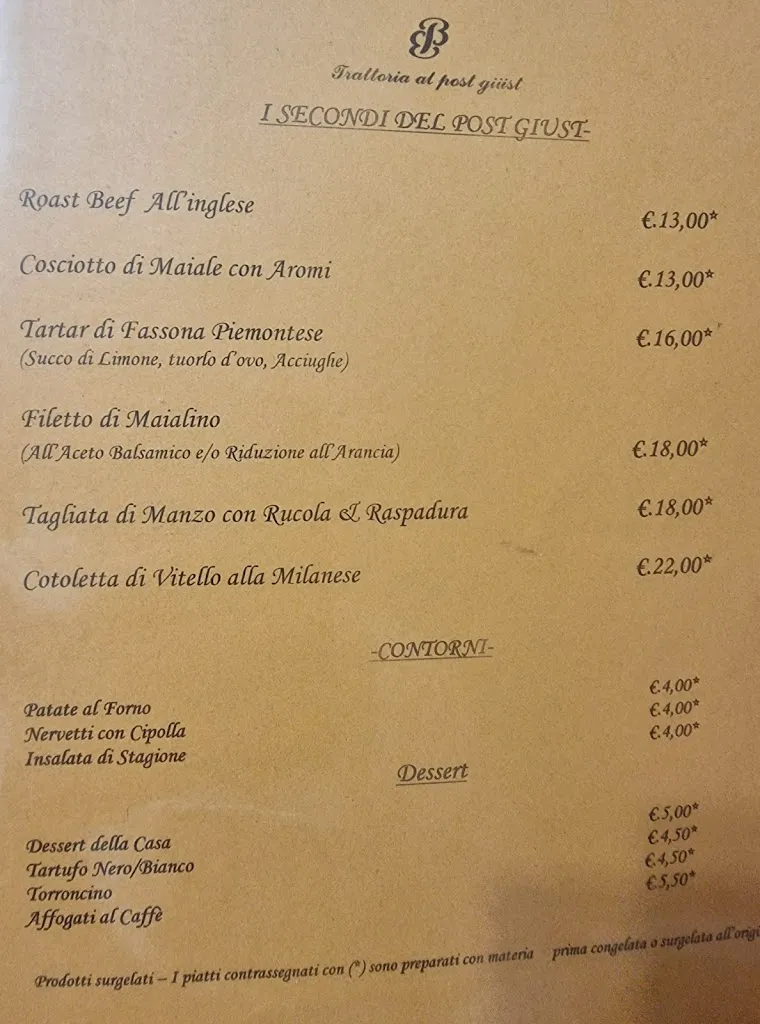 B
Trattoria al post giüst
I SECONDI DEL POST GIUST-
Roast Beef All'inglese €.13,00*
Cosciotto di Maiale con Aromi €.13,00*
Tartar di Fassona Piemontese €.16,00*
(Succo di Limone, tuorlo d'ovo, Acciughe)
Filetto di Maialino
(All'Aceto Balsamico e/o Riduzione all'Arancia) €.18,00*
Tagliata di Manzo con Rucola & Raspadura €.18,00*
Cotoletta di Vitello alla Milanese €.22,00*
-CONTORNI-
Patate al Forno €.4,00*
Nervetti con Cipolla €.4,00*
Insalata di Stagione €.4,00*
Dessert
Dessert della Casa €.5,00*
Tartufo Nero/Bianco €.4,50*
Torroncino €.4,50*
Affogati al Caffè €.5,50*
Prodotti surgelati – I piatti contrassegnati con (*) sono preparati con materia prima congelata o surgelata all'origi